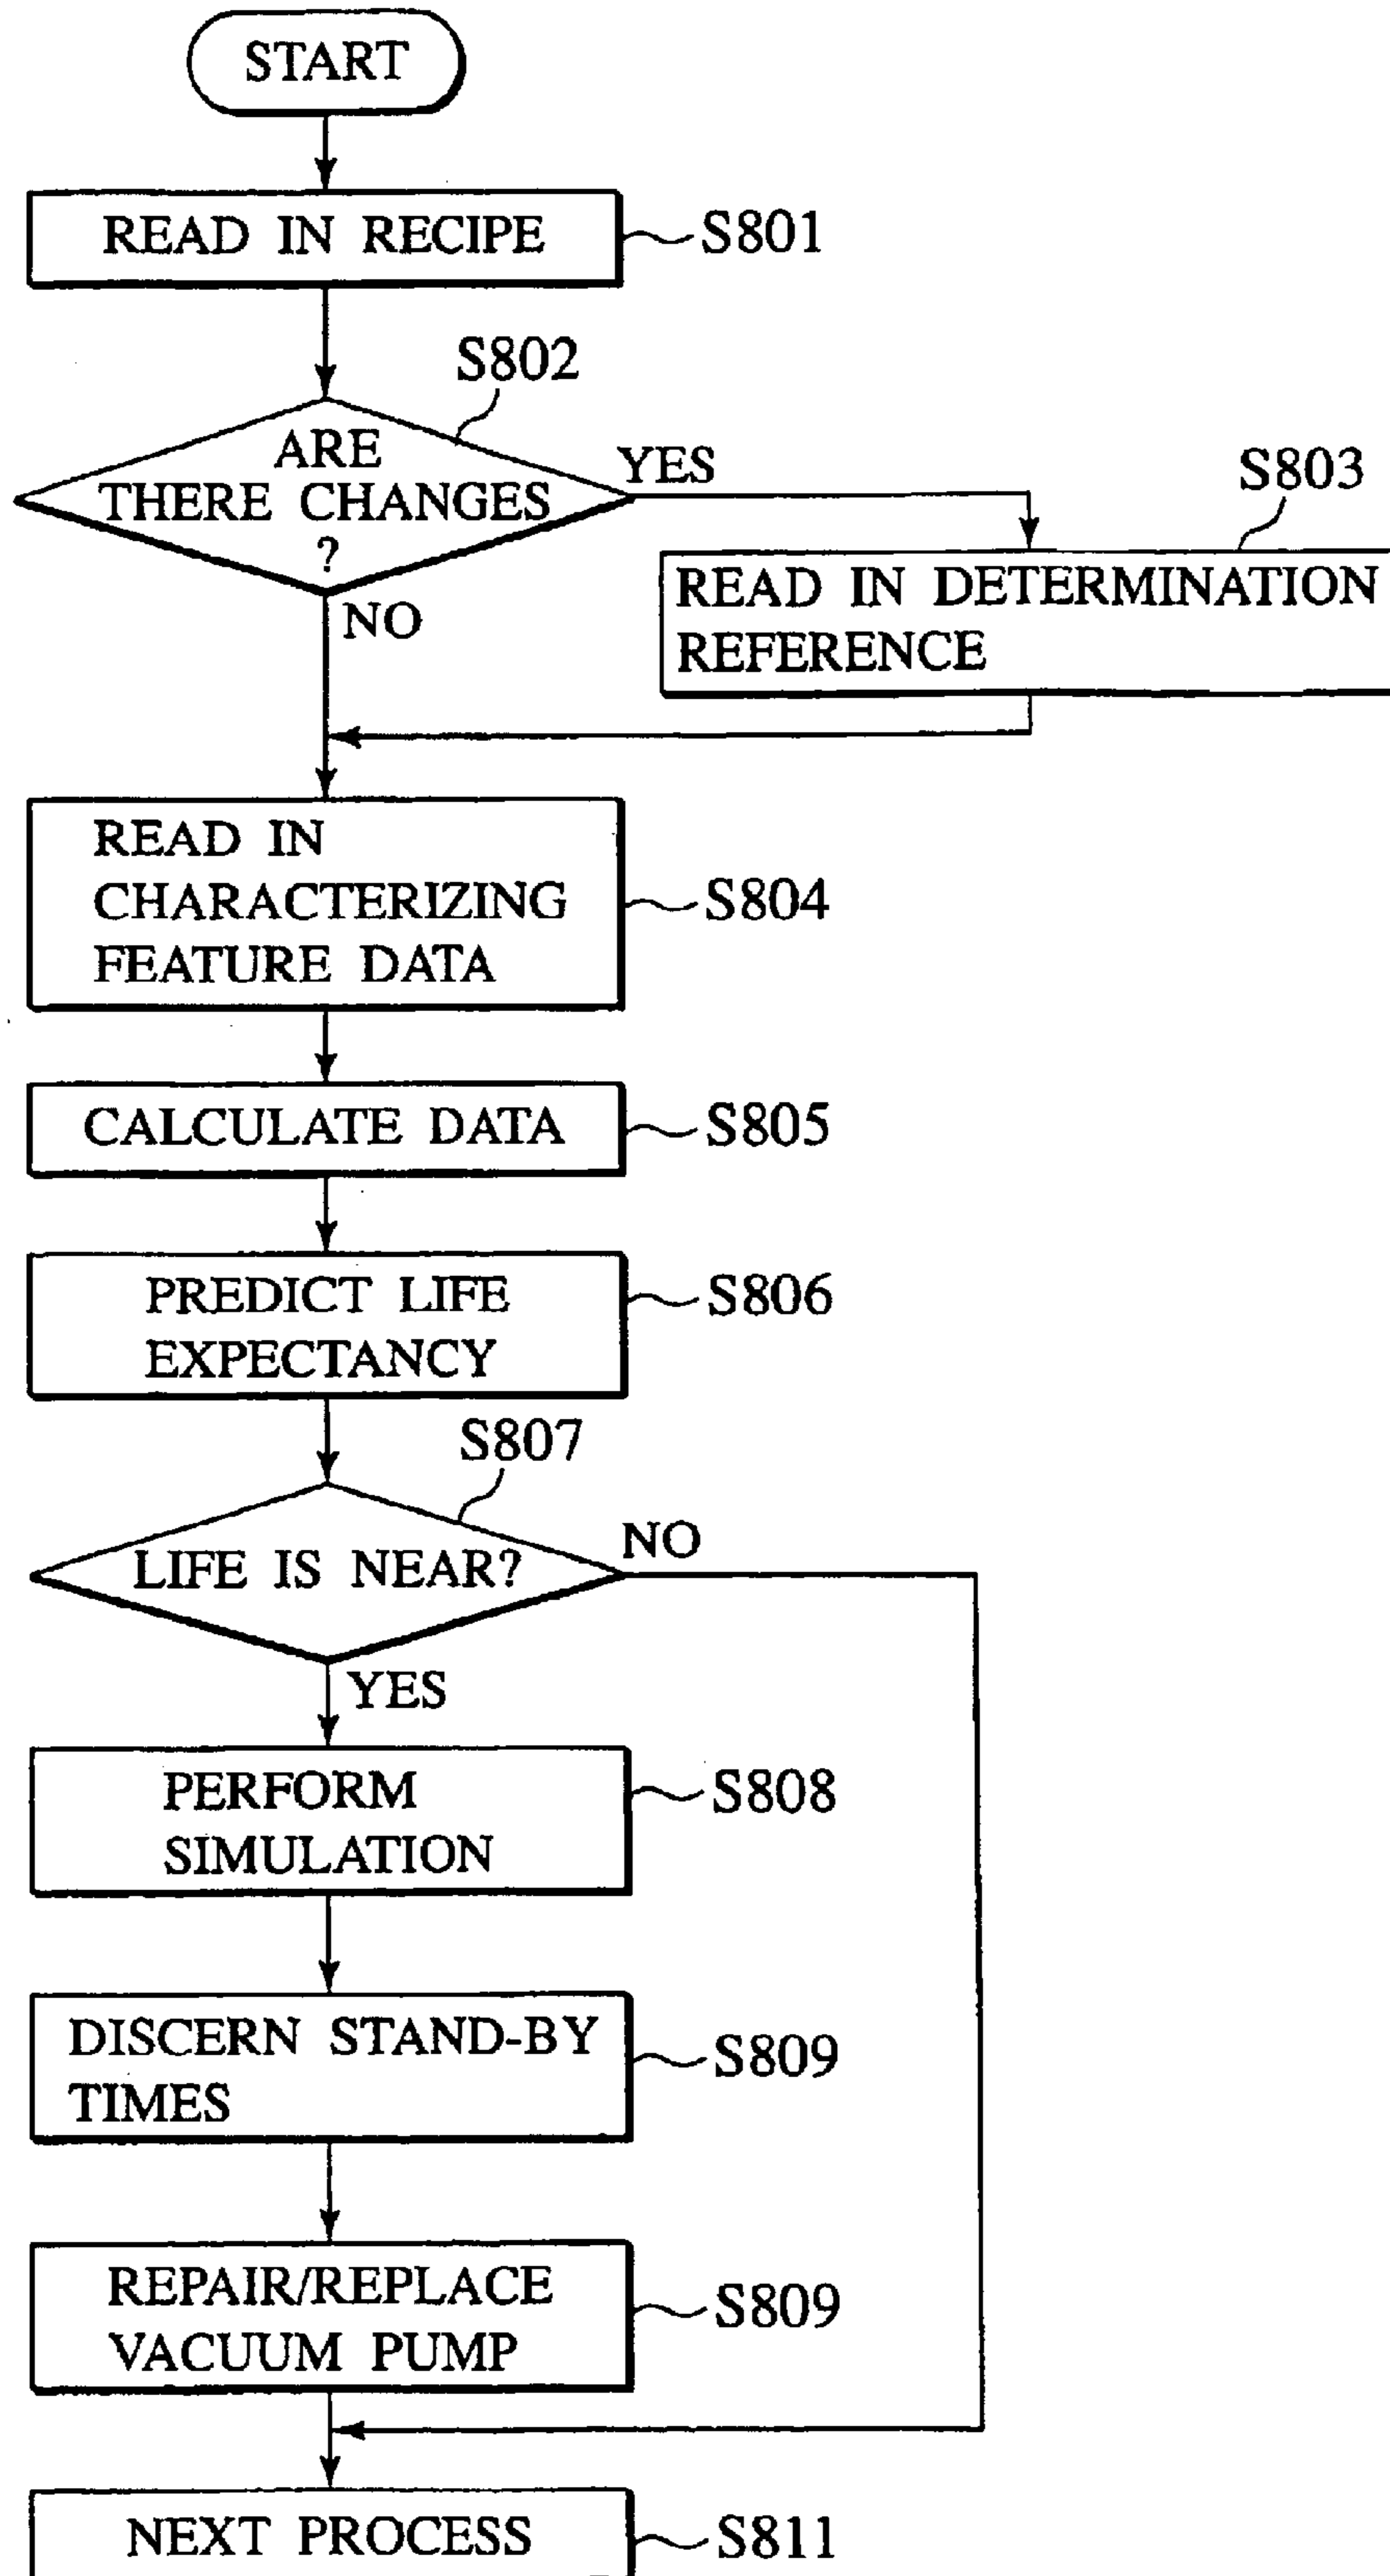 START
READ IN RECIPE
S801
S802
ARE
THERE CHANGES
?
YES
NO
S803
READ IN DETERMINATION
REFERENCE
READ IN
CHARACTERIZING
FEATURE DATA
S804
CALCULATE DATA
S805
PREDICT LIFE
EXPECTANCY
S806
S807
LIFE IS NEAR?
NO
YES
PERFORM
SIMULATION
S808
DISCERN STAND-BY
TIMES
S809
REPAIR/REPLACE
VACUUM PUMP
S809
NEXT PROCESS
S811